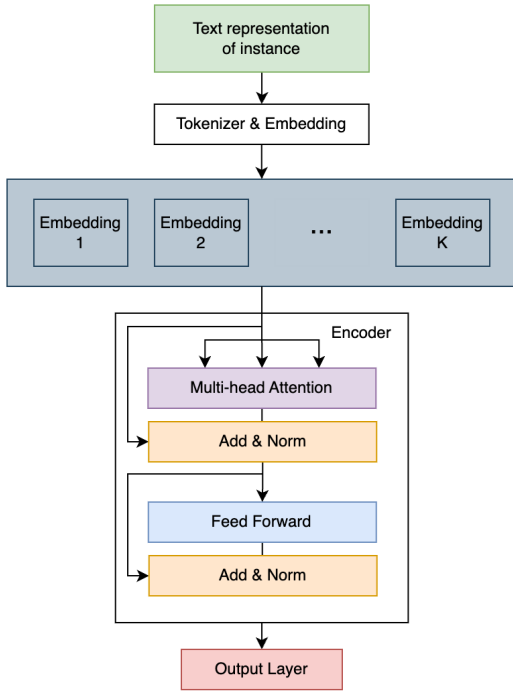 Text representation
of instance
Tokenizer & Embedding
Embedding
1
Embedding
2
...
Embedding
K
Encoder
Multi-head Attention
Add & Norm
Feed Forward
Add & Norm
Output Layer